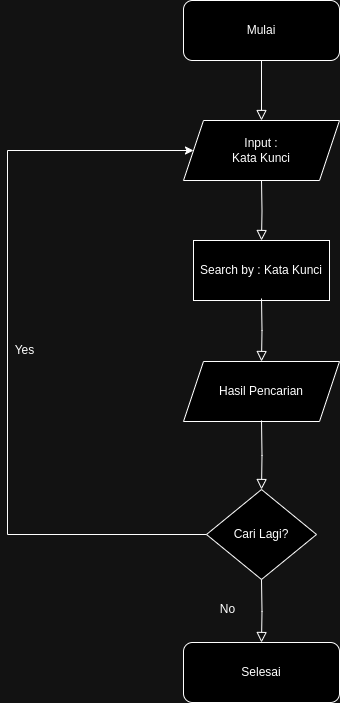 Mulai
Input :
Kata Kunci
Search by : Kata Kunci
Yes
Hasil Pencarian
Cari Lagi?
No
Selesai